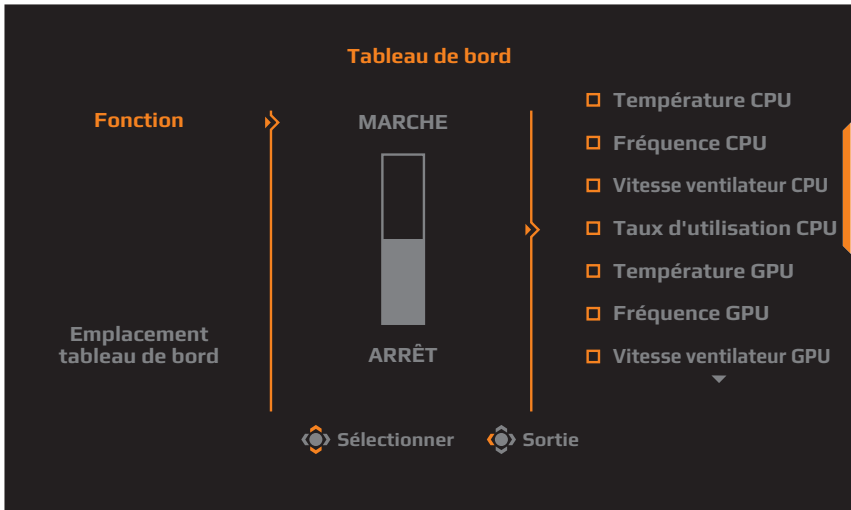 Tableau de bord
Fonction
Emplacement
tableau de bord
MARCHE
ARRÊT
Température CPU
Fréquence CPU
Vitesse ventilateur CPU
Taux d'utilisation CPU
Température GPU
Fréquence GPU
Vitesse ventilateur GPU
Sélectionner
Sortie